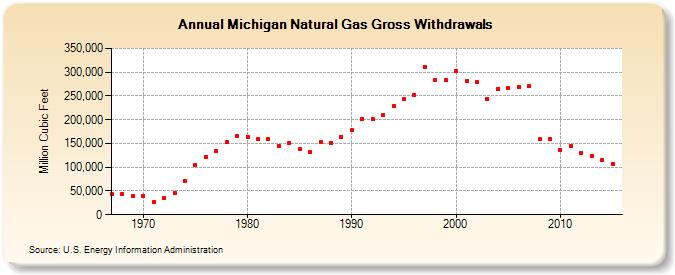 Annual Michigan Natural Gas Gross Withdrawals
Million Cubic Feet
350,000
300,000
250,000
200,000
150,000
100,000
50,000
0
1970 1980 1990 2000 2010
Source: U.S. Energy Information Administration